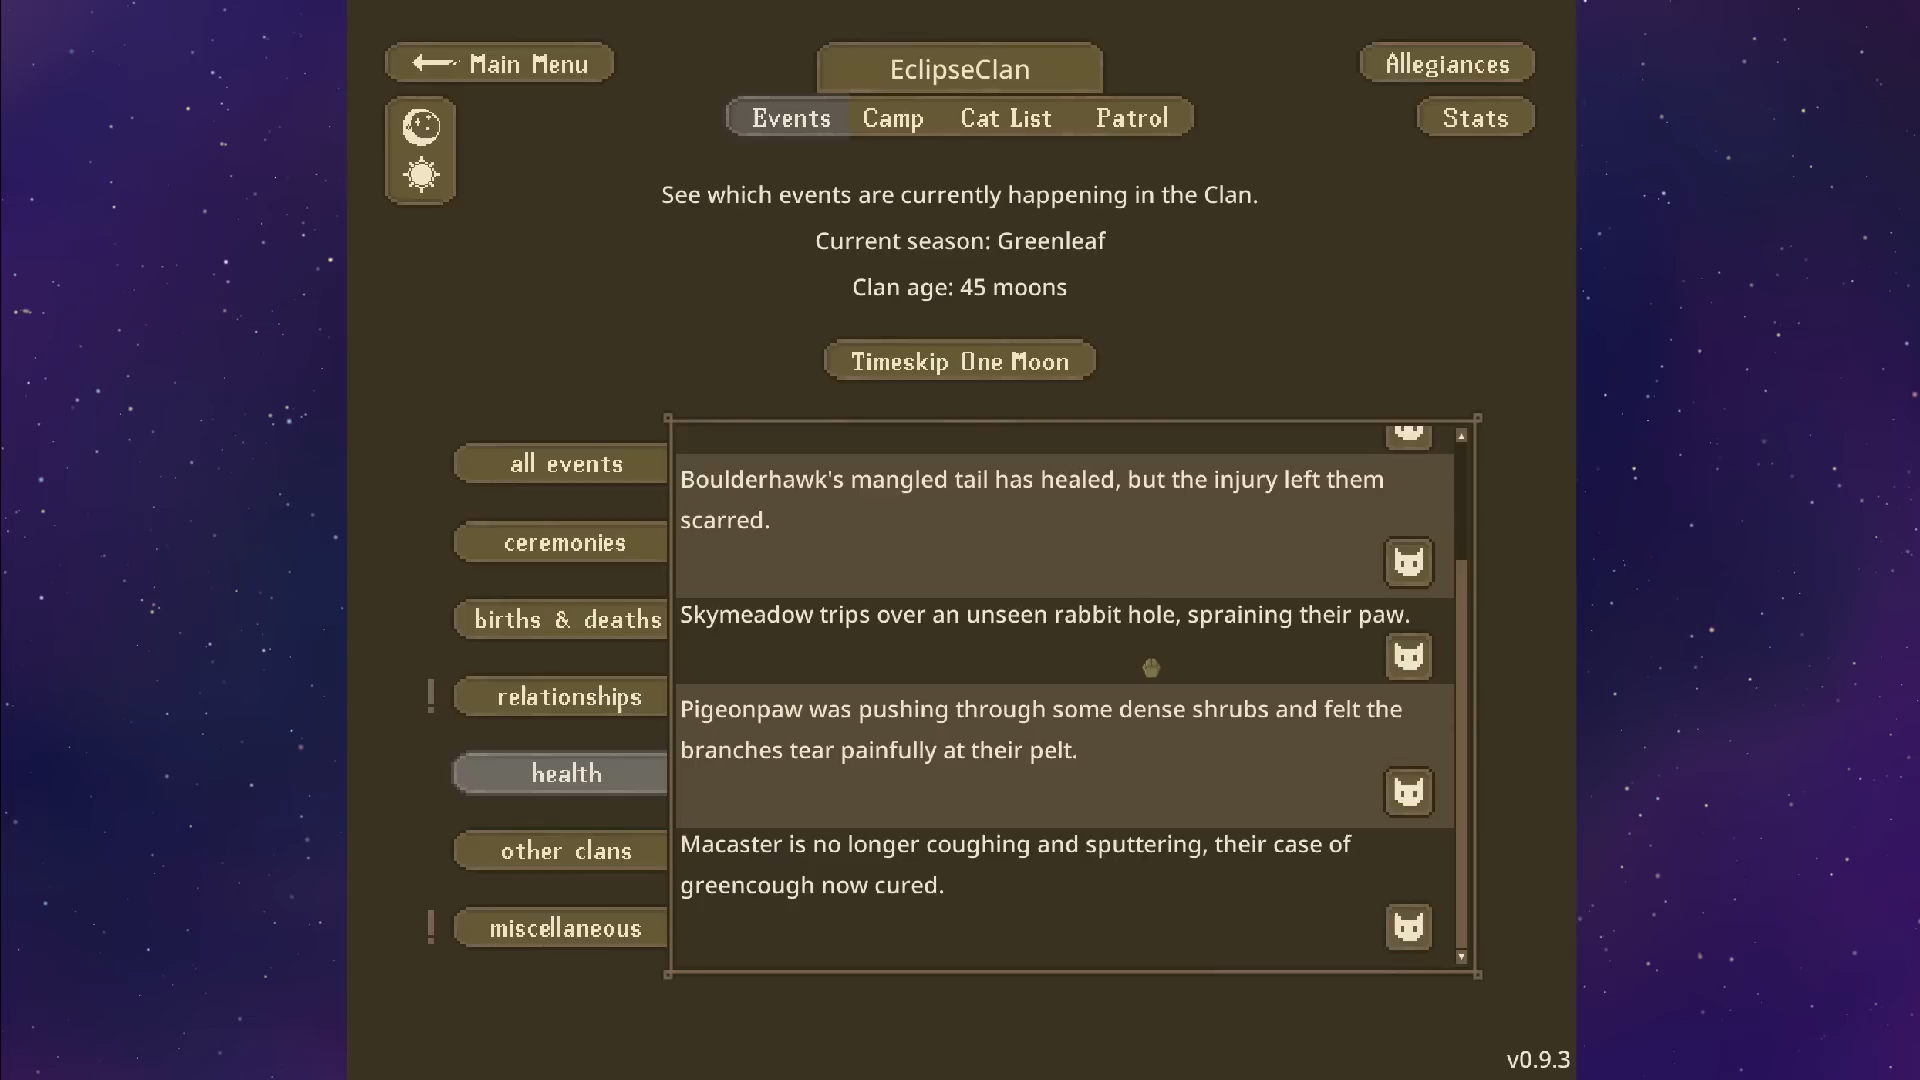 Main Menu
EclipseClan
Allegiances
Events
Camp
Cat List
Patrol
Stats
See which events are currently happening in the Clan.
Current season: Greenleaf
Clan age: 45 moons
Timeskip One Moon
all events
ceremonies
births & deaths
! relationships
health
other clans
! miscellaneous
Boulderhawk's mangled tail has healed, but the injury left them
scarred.
Skymeadow trips over an unseen rabbit hole, spraining their paw.
Pigeonpaw was pushing through some dense shrubs and felt the
branches tear painfully at their pelt.
Macaster is no longer coughing and sputtering, their case of
greencough now cured.
v0.9.3